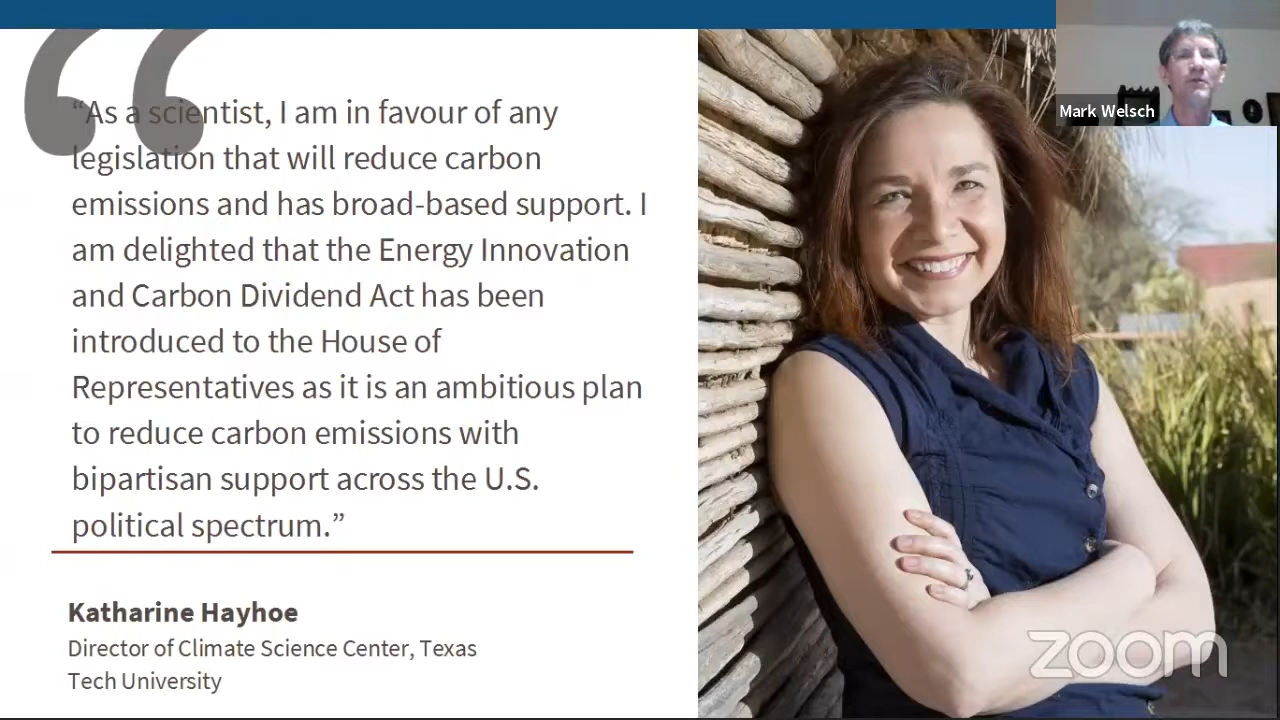 “As a scientist, I am in favour of any
legislation that will reduce carbon
emissions and has broad-based support. I
am delighted that the Energy Innovation
and Carbon Dividend Act has been
introduced to the House of
Representatives as it is an ambitious plan
to reduce carbon emissions with
bipartisan support across the U.S.
political spectrum.”
Katharine Hayhoe
Director of Climate Science Center, Texas
Tech University
Mark Welsch
zoom